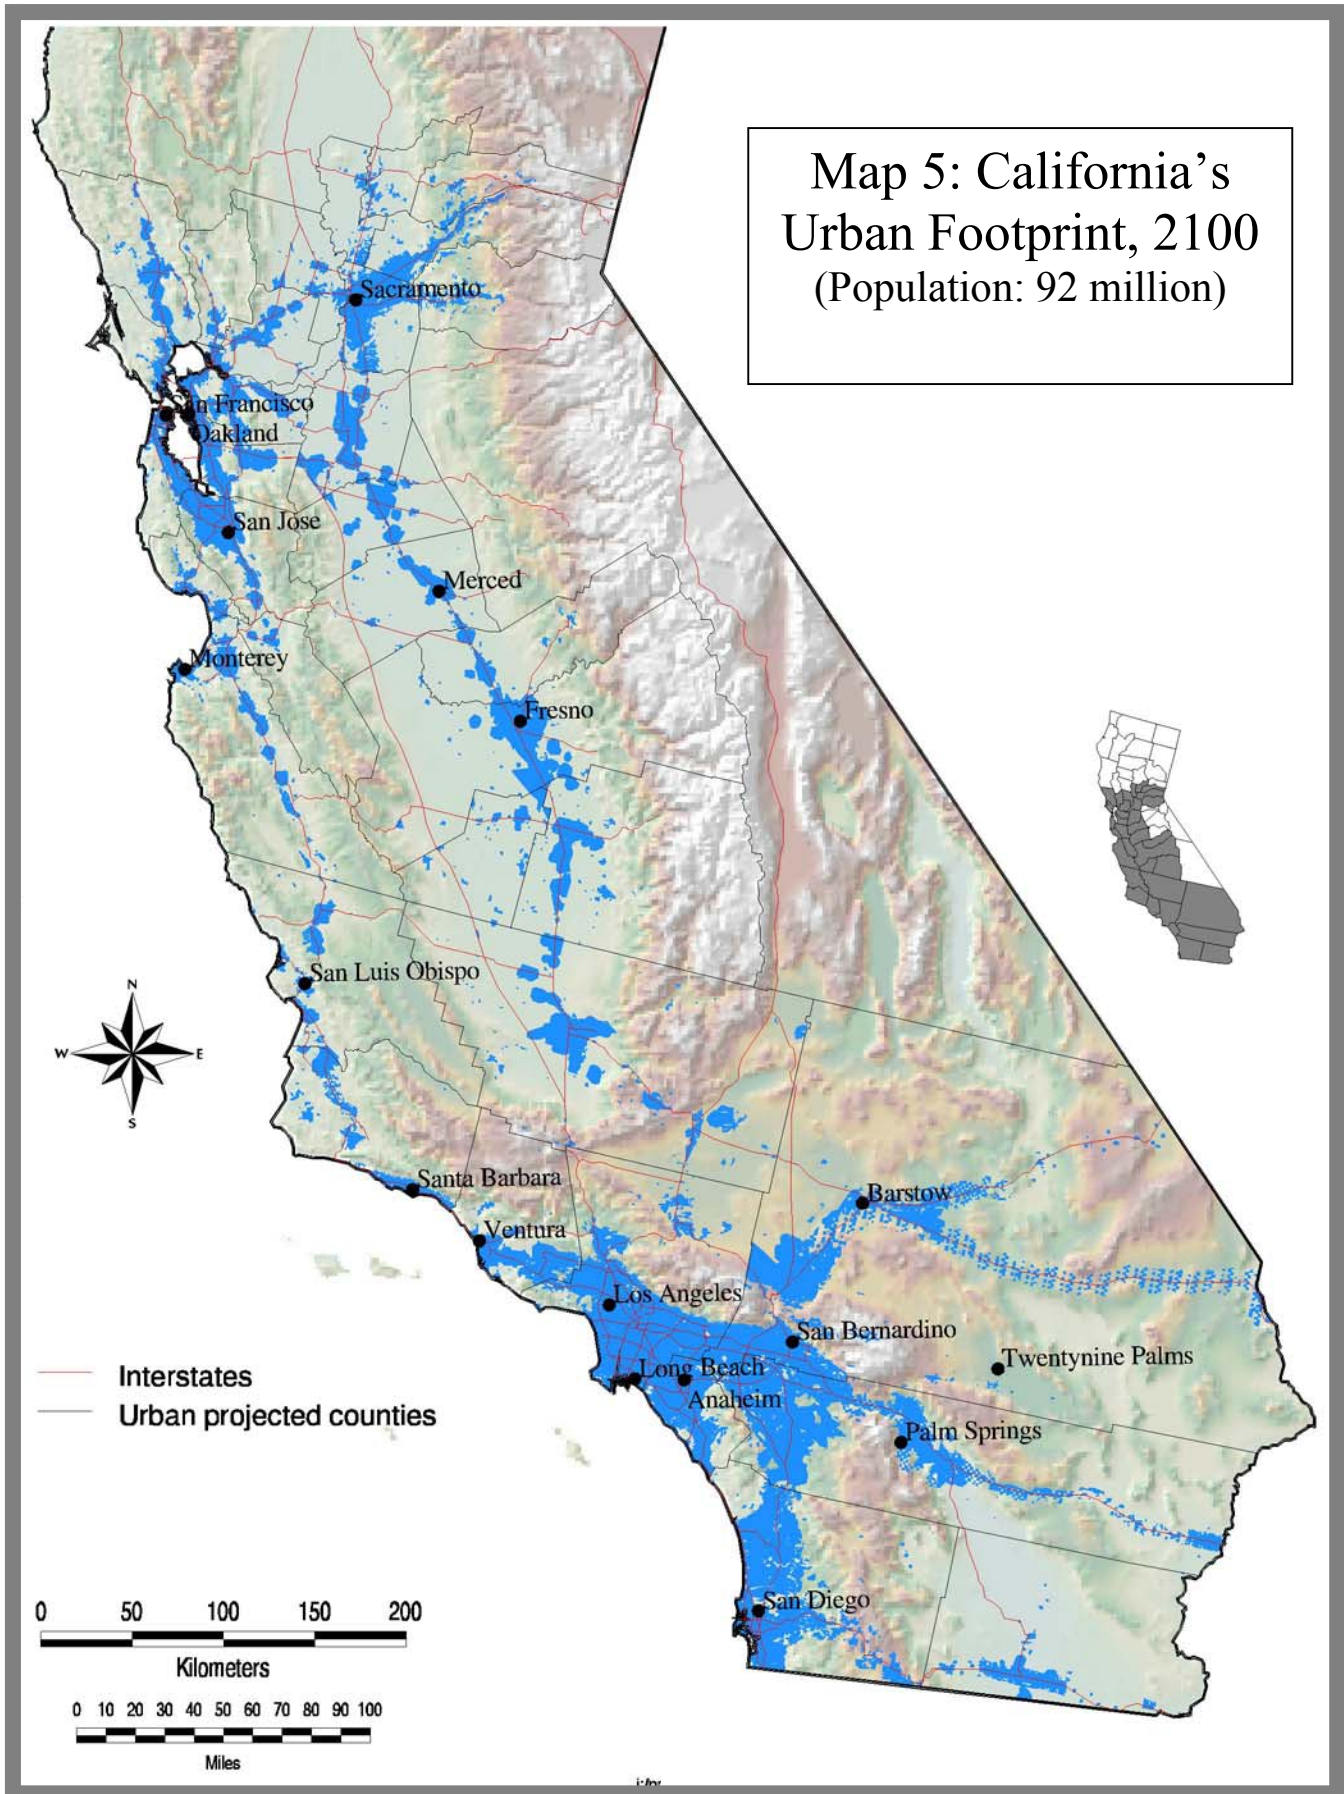 Map 5: California’s
Urban Footprint, 2100
(Population: 92 million)
Sacramento
San Francisco
Oakland
San Jose
Merced
Monterey
Fresno
San Luis Obispo
N
W
E
S
Santa Barbara
Barstow
Ventura
Los Angeles
San Bernardino
Long Beach
Twentynine Palms
Anaheim
Palm Springs
Interstates
Urban projected counties
San Diego
0 50 100 150 200
Kilometers
0 10 20 30 40 50 60 70 80 90 100
Miles